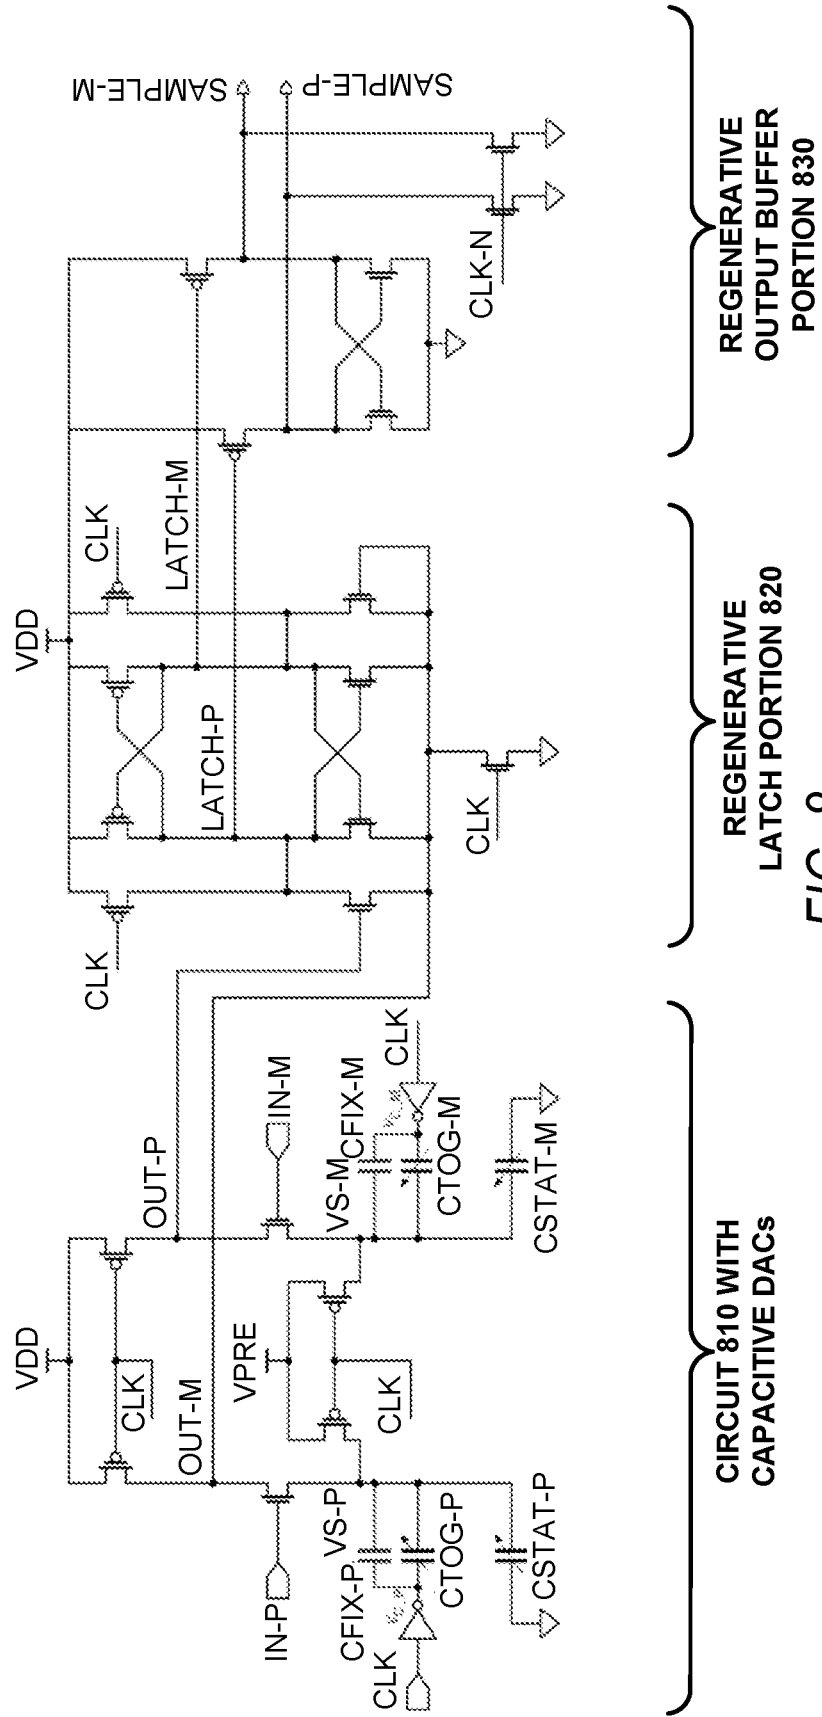 VDD
CLK
OUT-M
OUT-P
VPRE
CLK
IN-P
IN-M
VS-P
CFIX-P
CTOG-P
CLK
CSTAT-P
VS-M
CFIX-M
CLK
CTOG-M
CSTAT-M
VDD
CLK
CLK
LATCH-P
LATCH-M
CLK
SAMPLE-M
SAMPLE-P
CLK-N
CIRCUIT 810 WITH
CAPACITIVE DACs
REGENERATIVE
LATCH PORTION 820
REGENERATIVE
OUTPUT BUFFER
PORTION 830
FIG.